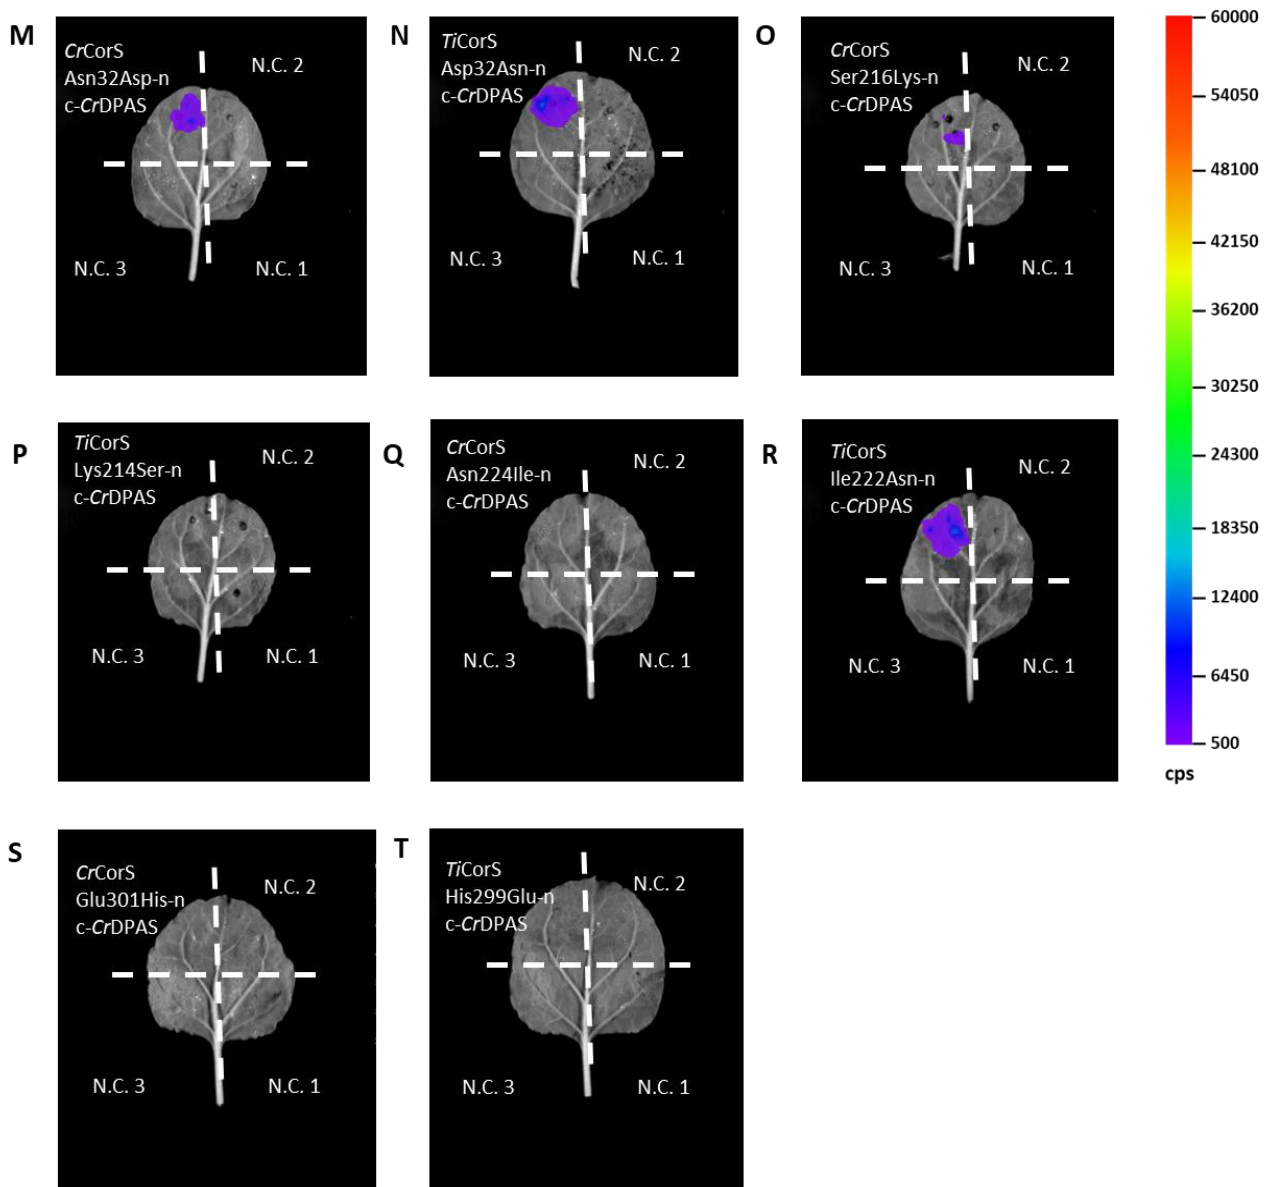 M
CrCorS
Asn32Asp-n
c-CrDPAS
N.C. 2
N.C. 3
N.C. 1
N
TiCorS
Asp32Asn-n
c-CrDPAS
N.C. 2
N.C. 3
N.C. 1
O
CrCorS
Ser216Lys-n
c-CrDPAS
N.C. 2
N.C. 3
N.C. 1
P
TiCorS
Lys214Ser-n
c-CrDPAS
N.C. 2
N.C. 3
N.C. 1
Q
CrCorS
Asn224Ile-n
c-CrDPAS
N.C. 2
N.C. 3
N.C. 1
R
TiCorS
Ile222Asn-n
c-CrDPAS
N.C. 2
N.C. 3
N.C. 1
S
CrCorS
Glu301His-n
c-CrDPAS
N.C. 2
N.C. 3
N.C. 1
T
TiCorS
His299Glu-n
c-CrDPAS
N.C. 2
N.C. 3
N.C. 1
60000
54050
48100
42150
36200
30250
24300
18350
12400
6450
500
cps